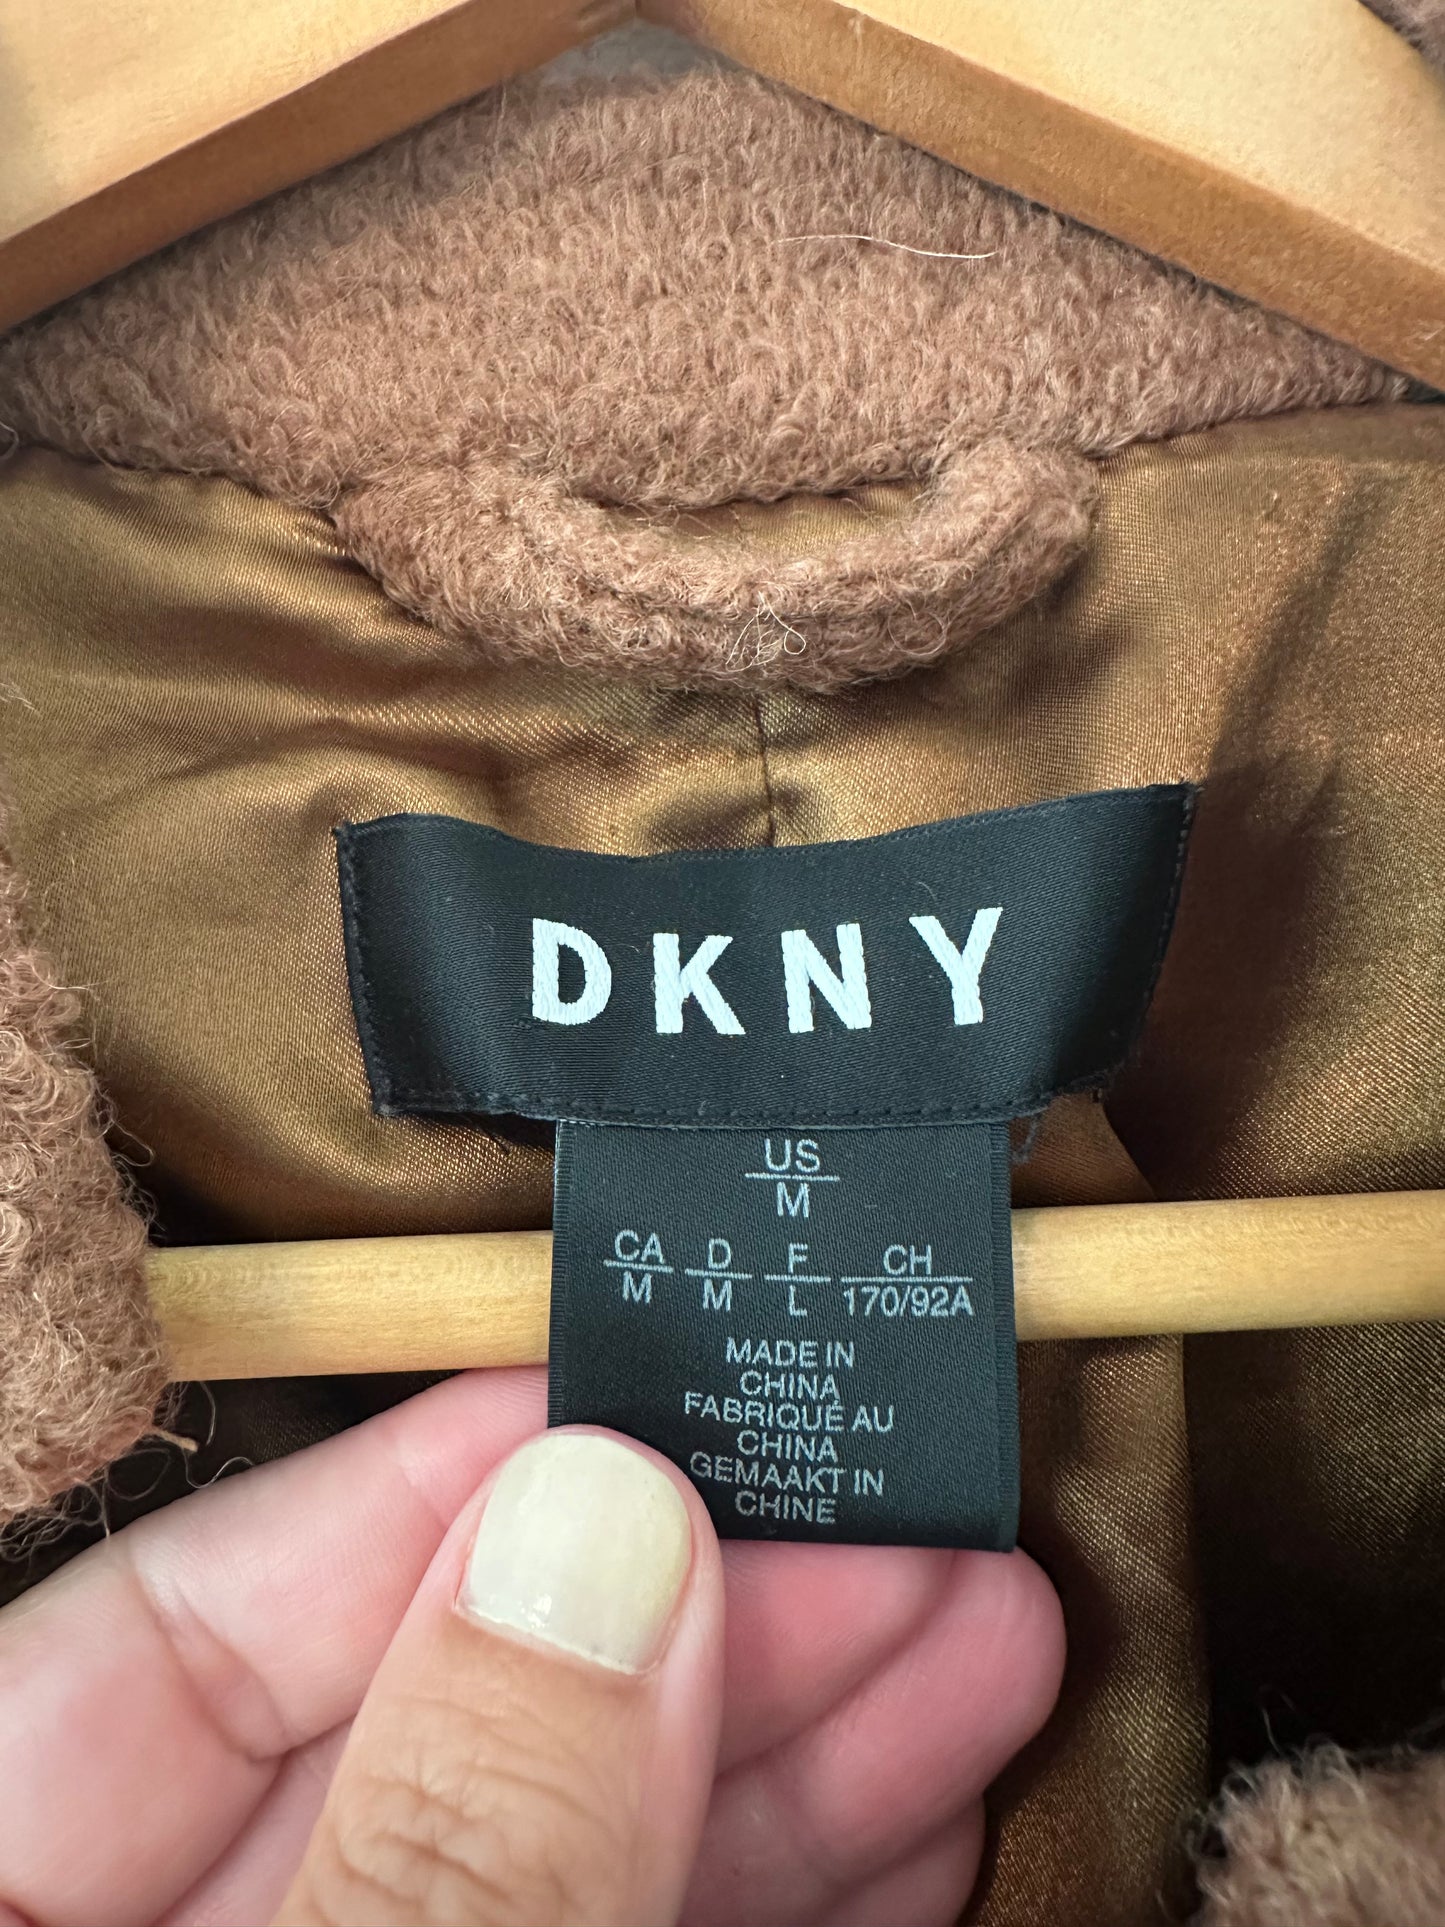 DKNY
US
M
CA D F CH
M M L 170/92A
MADE IN
CHINA
FABRIQUÉ AU
CHINA
GEMAAKT IN
CHINE